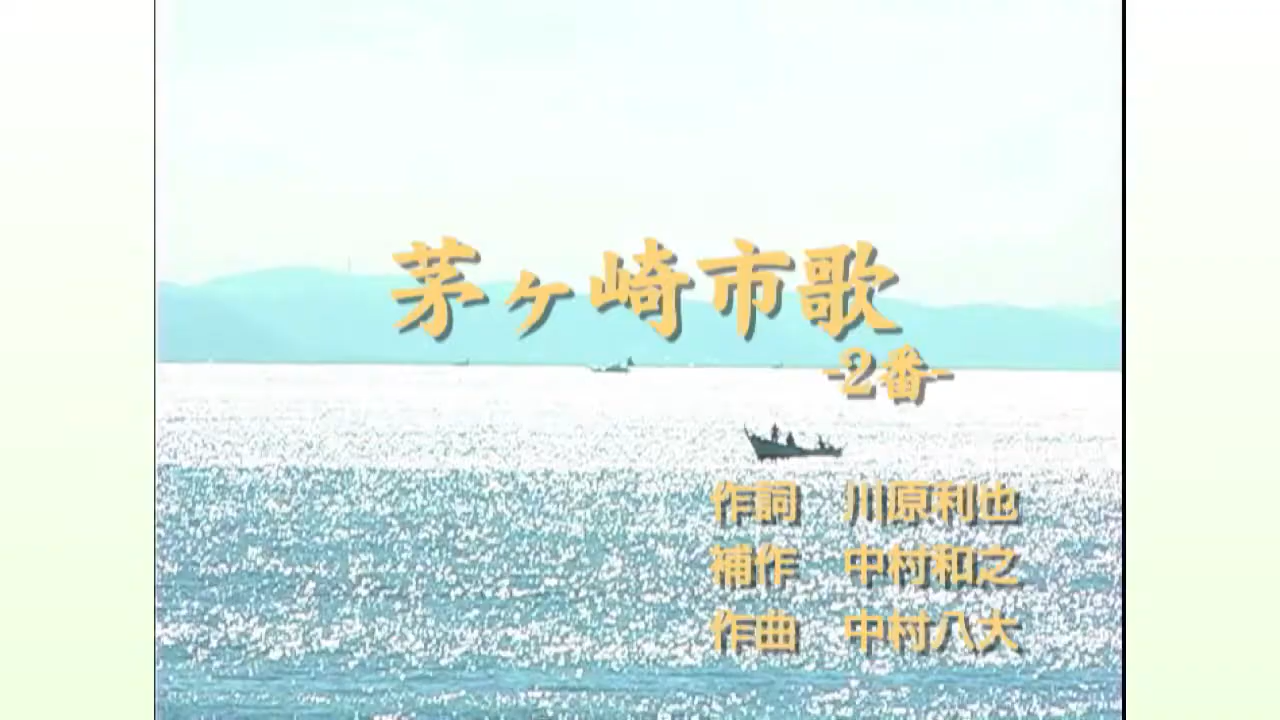 茅ヶ崎市歌
-2番-
作詞　川原利也
補作　中村和之
作曲　中村八大